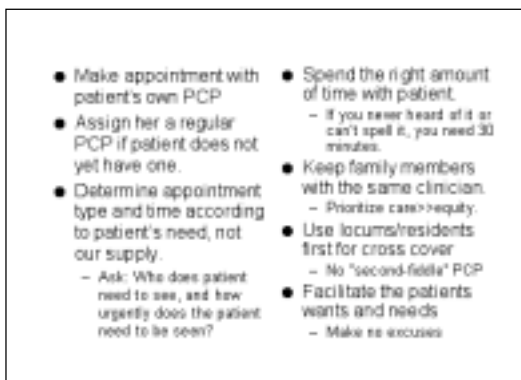 ● Make appointment with
patient's own PCP
● Assign her a regular
PCP if patient does not
yet have one.
● Determine appointment
type and time according
to patient's need, not
our supply.
– Ask: Who does patient
need to see, and how
urgently does the patient
need to be seen?
● Spend the right amount
of time with patient.
– If you never heard of it or
can't spell it, you need 30
minutes.
● Keep family members
with the same clinician.
– Prioritize care>>equity.
● Use locums/residents
first for cross cover
– No "second-fiddle" PCP
● Facilitate the patients
wants and needs
– Make no excuses